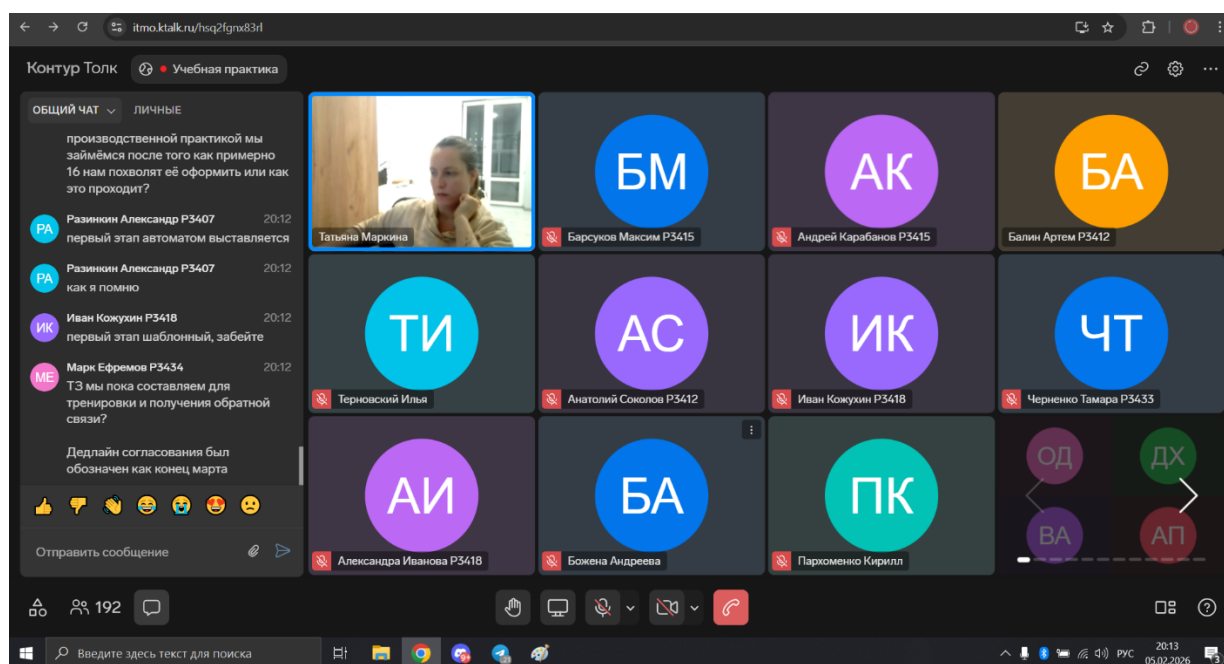 itmo.ktalk.ru/hsq2fgnx83rl
Контур Толк
Учебная практика
ОБЩИЙ ЧАТ
ЛИЧНЫЕ
производственной практикой мы
займёмся после того как примерно
16 нам позволят её оформить или как
это проходит?
РА
Разинкин Александр Р3407 20:12
первый этап автоматом выставляется
РА
Разинкин Александр Р3407 20:12
как я помню
ИК
Иван Кожухин Р3418 20:12
первый этап шаблонный, забейте
МЕ
Марк Ефремов Р3434 20:12
ТЗ мы пока составляем для
тренировки и получения обратной
связи?
Дедлайн согласования был
обозначен как конец марта
Отправить сообщение
Татьяна Маркина
БМ
Барсуков Максим Р3415
АК
Андрей Карабанов Р3415
БА
Балин Артем Р3412
ТИ
Терновский Илья
АС
Анатолий Соколов Р3412
ИК
Иван Кожухин Р3418
ЧТ
Черненко Тамара Р3433
АИ
Александра Иванова Р3418
БА
Божена Андреева
ПК
Пархоменко Кирилл
ОД
ДХ
ВА
АП
192
Введите здесь текст для поиска
РУС
20:13
05.02.2026